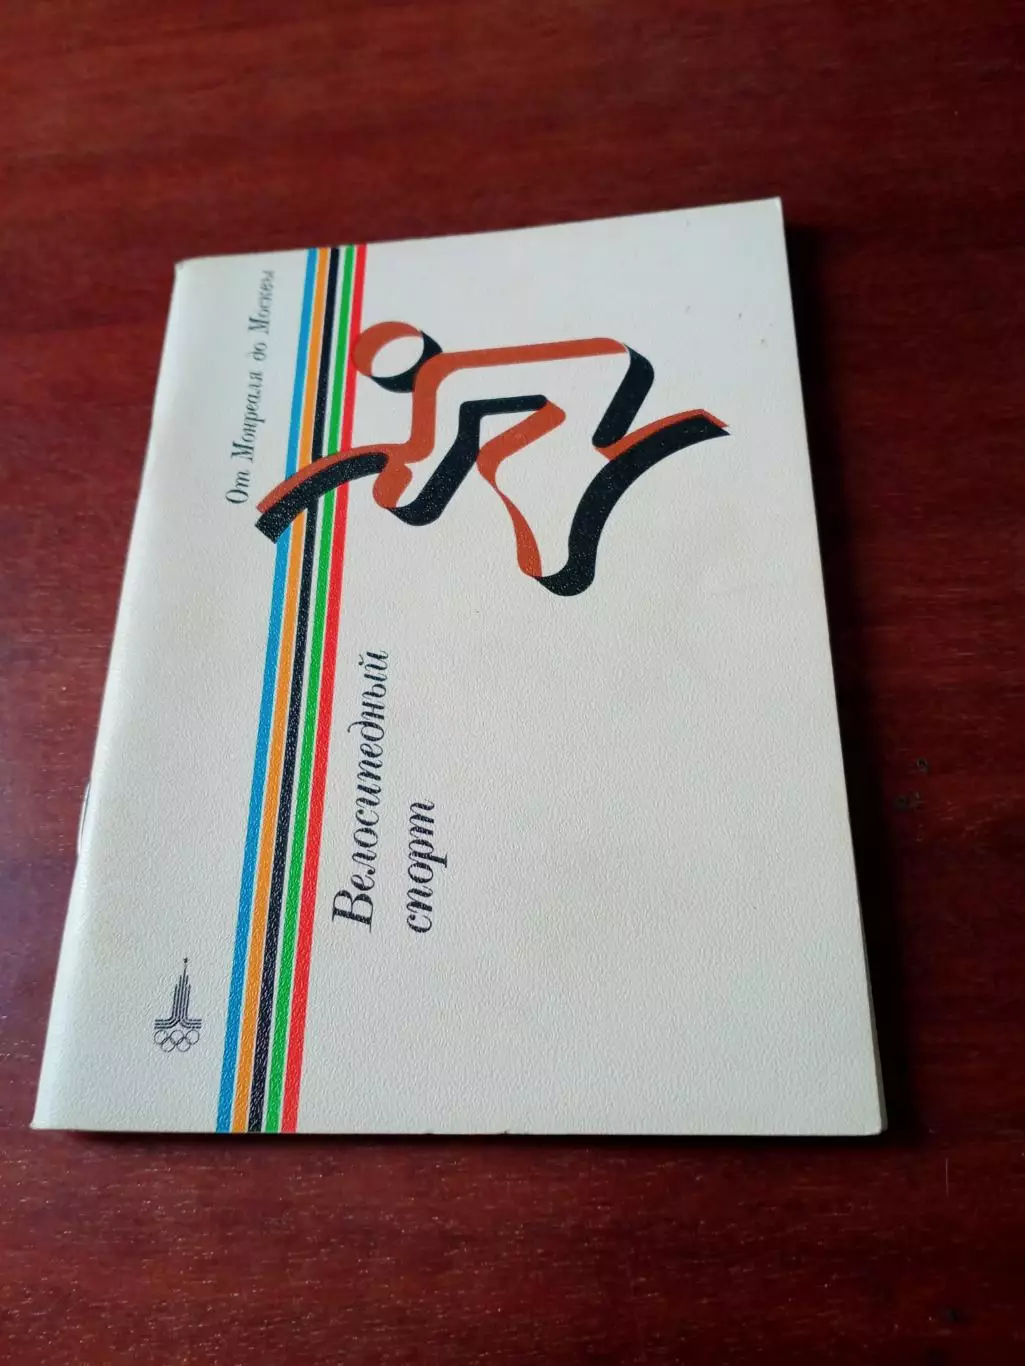 От Монреаля до Москвы
Велосипедный
спорт